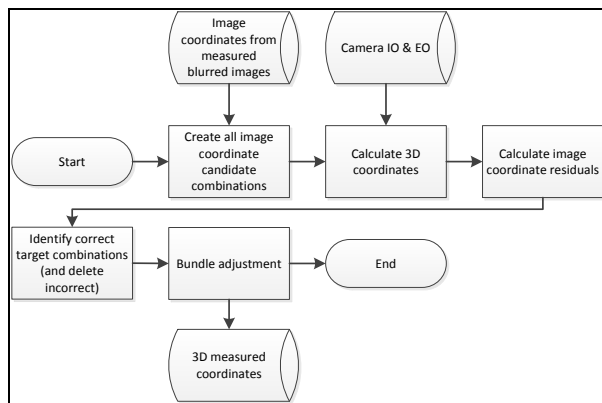 Image
coordinates from
measured
blurred images
Camera IO & EO
Start
Create all image
coordinate
candidate
combinations
Calculate 3D
coordinates
Calculate image
coordinate residuals
Identify correct
target combinations
(and delete
incorrect)
Bundle adjustment
End
3D measured
coordinates